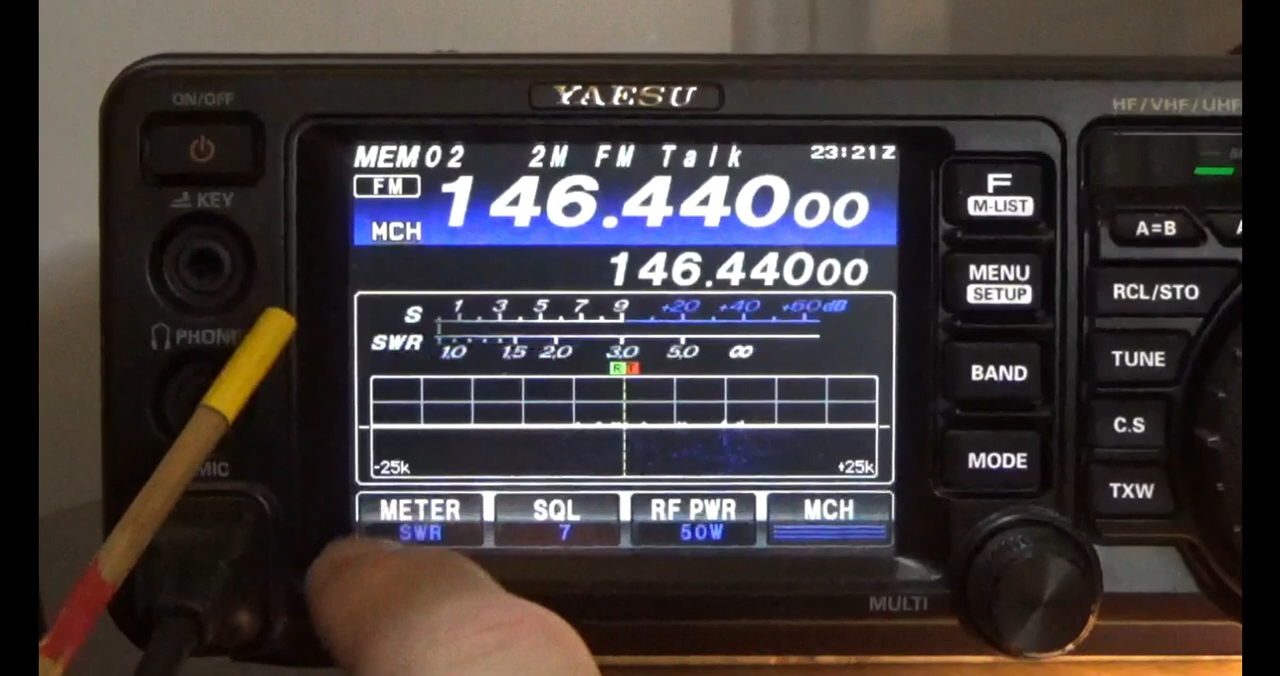 YAESU
ON/OFF
HF/VHF/UHF
MEM 02 2M FM Talk 23:21Z
FM 146.44000
MCH
146.44000
KEY
PHON
MIC
S 1 3 5 7 9 +20 +40 +60dB
SWR
1.0 1.5 2.0 3.0 5.0 ∞
R T
-25k +25k
METER SQL RF PWR MCH
SWR 7 50W
F
M-LIST
MENU
SETUP
BAND
MODE
MULTI
A=B
RCL/STO
TUNE
C.S
TXW